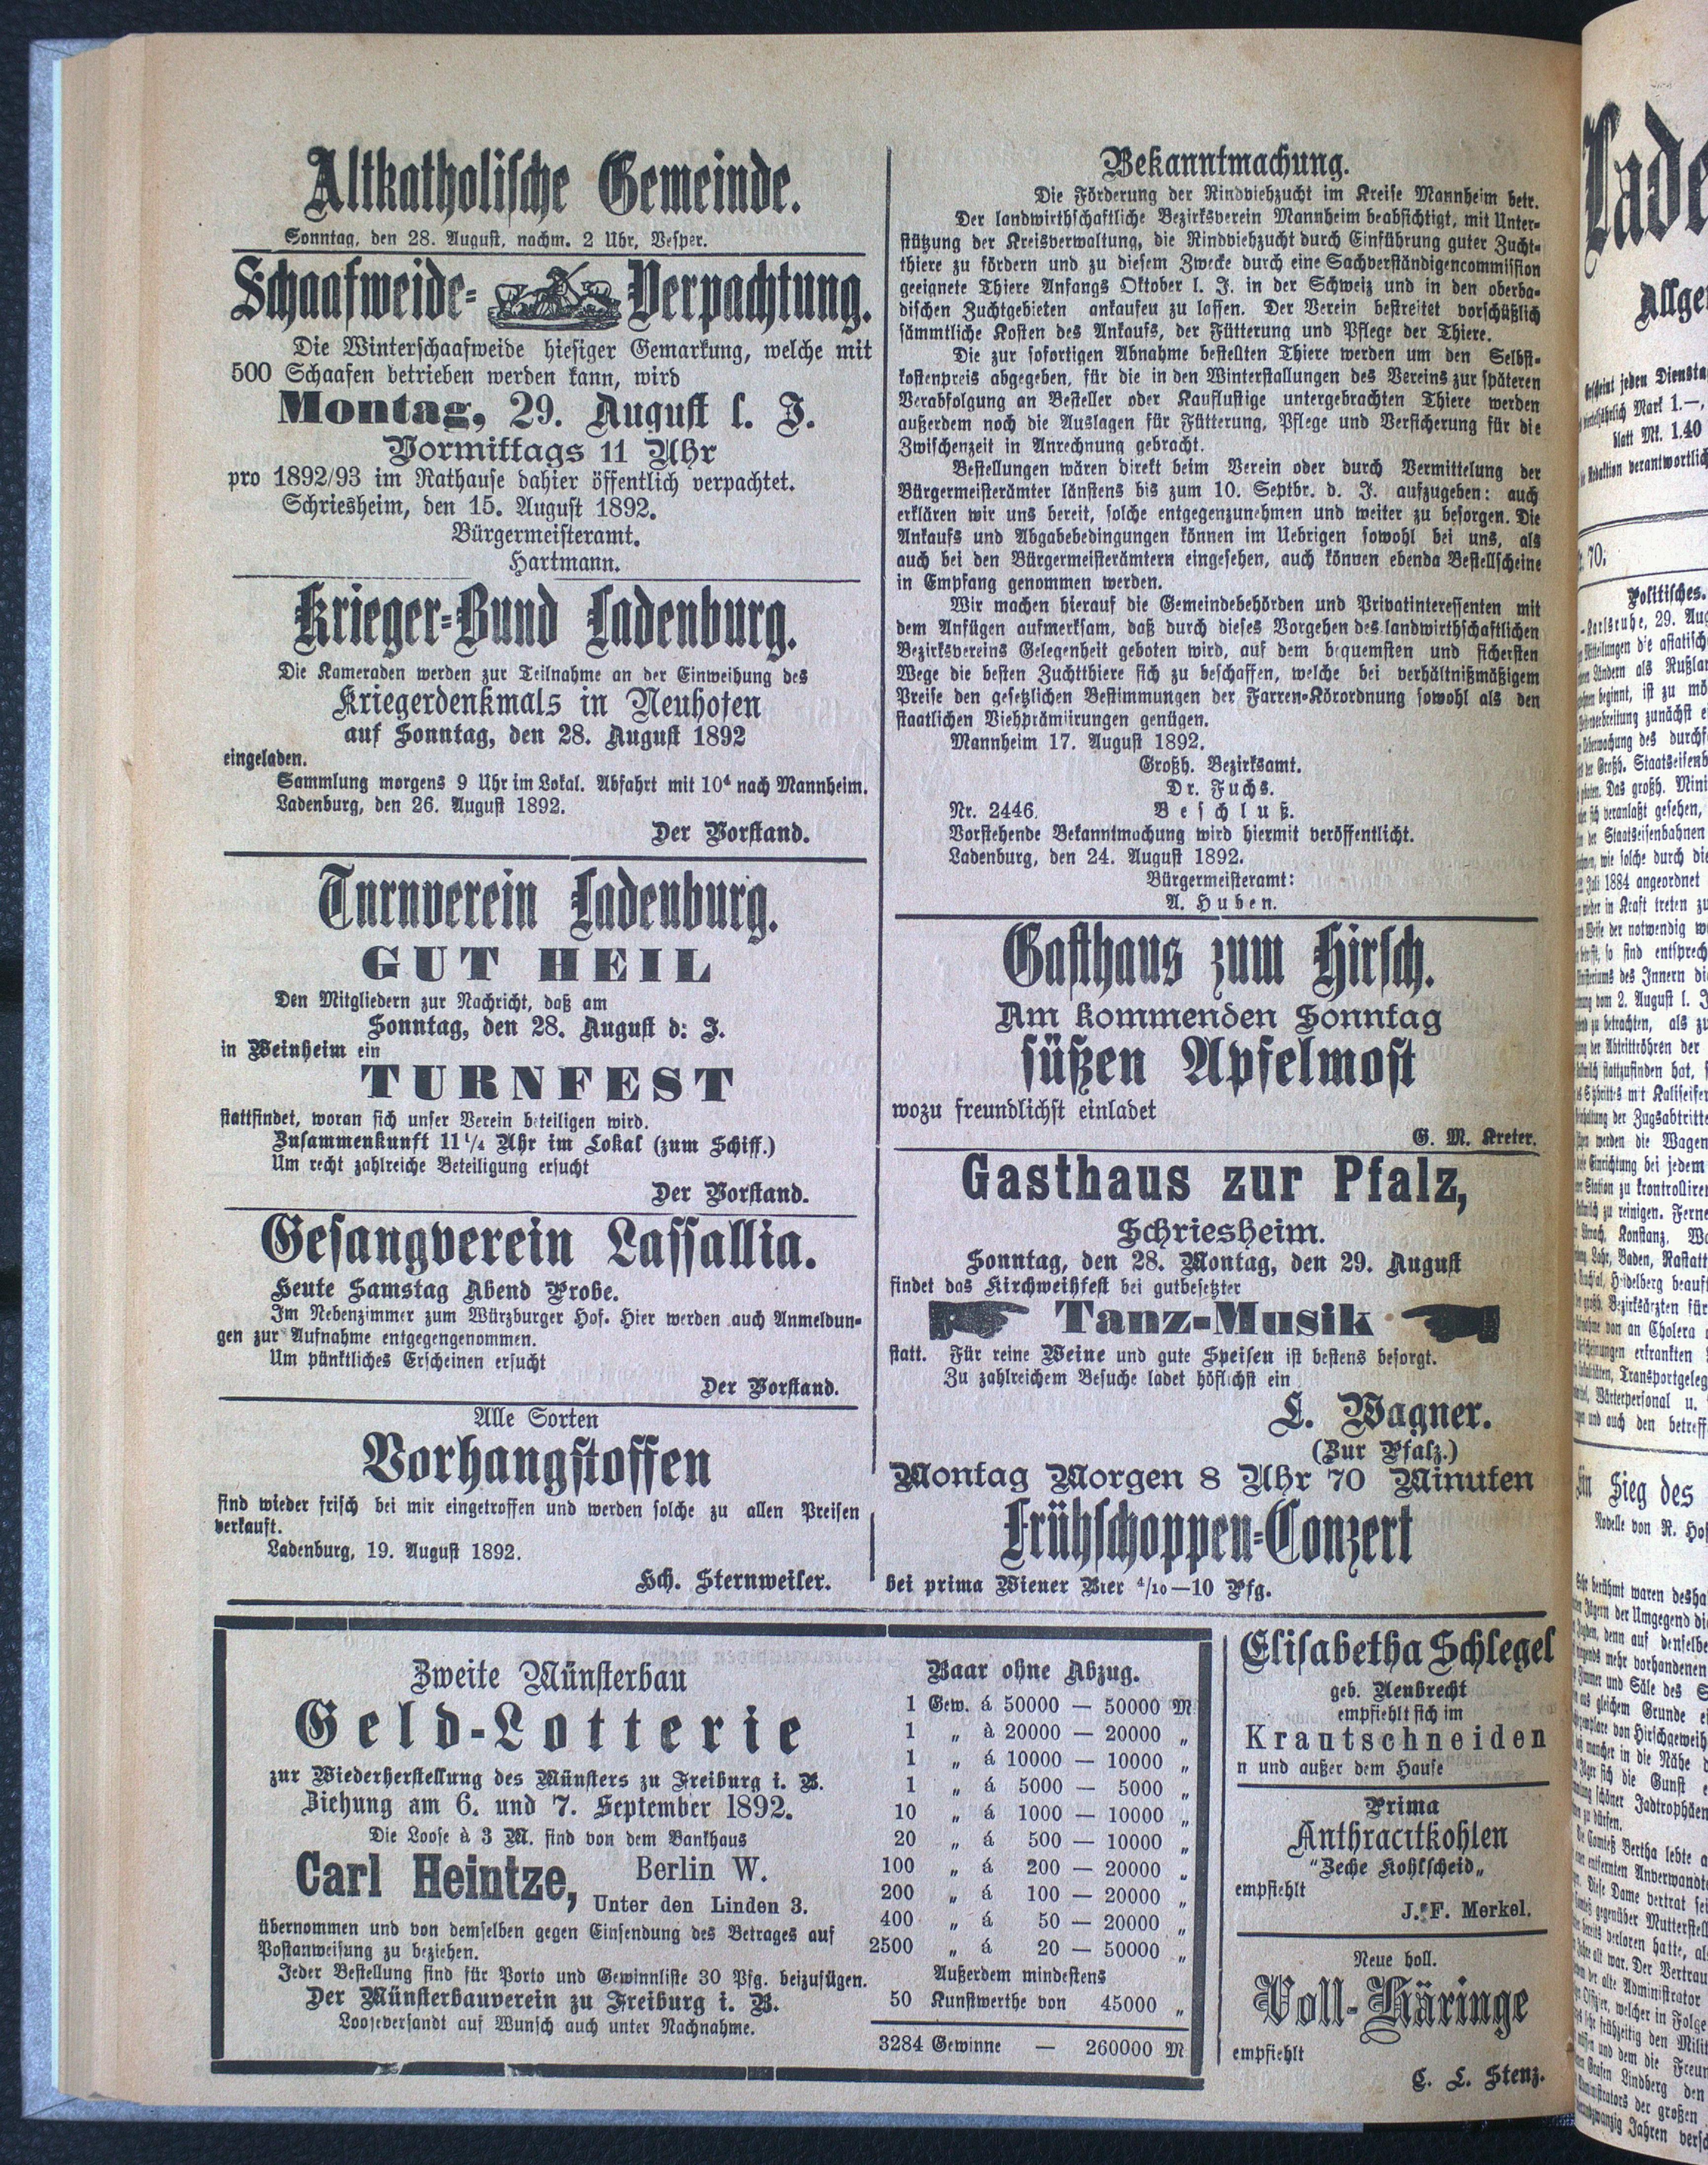 Altkatholische Gemeinde.
Sonntag, den 28. August, nachm. 2 Uhr, Vesper.
Schaafweide- Verpachtung.
Die Winterschaafweide hiesiger Gemarkung, welche mit
500 Schaafen betrieben werden kann, wird
Montag, 29. August l. J.
Vormittags 11 Uhr
pro 1892/93 im Rathause dahier öffentlich verpachtet.
Schriesheim, den 15. August 1892.
Bürgermeisteramt.
Hartmann.
Krieger-Bund Ladenburg.
Die Kameraden werden zur Teilnahme an der Einweihung des
Kriegerdenkmals in Neuhofen
auf Sonntag, den 28. August 1892
eingeladen.
Sammlung morgens 9 Uhr im Lokal. Abfahrt mit 10⁴ nach Mannheim.
Ladenburg, den 26. August 1892.
Der Vorstand.
Turnverein Ladenburg.
GUT HEIL
Den Mitgliedern zur Nachricht, daß am
Sonntag, den 28. August d: J.
in Weinheim ein
TURNFEST
stattfindet, woran sich unser Verein beteiligen wird.
Zusammenkunft 11¼ Uhr im Lokal (zum Schiff.)
Um recht zahlreiche Beteiligung ersucht
Der Vorstand.
Gesangverein Lassallia.
Heute Samstag Abend Probe.
Im Nebenzimmer zum Würzburger Hof. Hier werden auch Anmeldun-
gen zur Aufnahme entgegengenommen.
Um pünktliches Erscheinen ersucht
Der Vorstand.
Alle Sorten
Vorhangstoffen
sind wieder frisch bei mir eingetroffen und werden solche zu allen Preisen
verkauft.
Ladenburg, 19. August 1892.
Hch. Sternweiler.
Bekanntmachung.
Die Förderung der Rindviehzucht im Kreise Mannheim betr.
Der landwirthschaftliche Bezirksverein Mannheim beabsichtigt, mit Unter-
stützung der Kreisverwaltung, die Rindviehzucht durch Einführung guter Zucht-
thiere zu fördern und zu diesem Zwecke durch eine Sachverständigencommission
geeignete Thiere Anfangs Oktober l. J. in der Schweiz und in den oberba-
dischen Zuchtgebieten ankaufeu zu lassen. Der Verein bestreitet vorschüßlich
sämmtliche Kosten des Ankaufs, der Fütterung und Pflege der Thiere.
Die zur sofortigen Abnahme bestellten Thiere werden um den Selbst-
kostenpreis abgegeben, für die in den Winterstallungen des Vereins zur späteren
Verabfolgung an Besteller oder Kauflustige untergebrachten Thiere werden
außerdem noch die Auslagen für Fütterung, Pflege und Versicherung für die
Zwischenzeit in Anrechnung gebracht.
Bestellungen wären direkt beim Verein oder durch Vermittelung der
Bürgermeisterämter länstens bis zum 10. Septbr. d. J. aufzugeben: auch
erklären wir uns bereit, solche entgegenzunehmen und weiter zu besorgen. Die
Ankaufs und Abgabebedingungen können im Uebrigen sowohl bei uns, als
auch bei den Bürgermeisterämtern eingesehen, auch können ebenda Bestellscheine
in Empfang genommen werden.
Wir machen hierauf die Gemeindebehörden und Privatinteressenten mit
dem Anfügen aufmerksam, daß durch dieses Vorgehen des landwirthschaftlichen
Bezirksvereins Gelegenheit geboten wird, auf dem bequemsten und sichersten
Wege die besten Zuchtthiere sich zu beschaffen, welche bei verhältnißmäßigem
Preise den gesetzlichen Bestimmungen der Farren-Körordnung sowohl als den
staatlichen Viehprämiirungen genügen.
Mannheim 17. August 1892.
Großh. Bezirksamt.
Dr. Fuchs.
Nr. 2446. Beschluß.
Vorstehende Bekanntmachung wird hiermit veröffentlicht.
Ladenburg, den 24. August 1892.
Bürgermeisteramt:
A. Huben.
Gasthaus zum Hirsch.
Am kommenden Sonntag
süßen Apfelmost
wozu freundlichst einladet
G. M. Kreter.
Gasthaus zur Pfalz,
Schriesheim.
Sonntag, den 28. Montag, den 29. August
findet das Kirchweihfest bei gutbesetzter
Tanz-Musik
statt. Für reine Weine und gute Speisen ist bestens besorgt.
Zu zahlreichem Besuche ladet höflichst ein
L. Wagner.
(Zur Pfalz.)
Montag Morgen 8 Uhr 70 Minuten
Frühschoppen-Conzert
bei prima Wiener Bier 4/10—10 Pfg.
Zweite Münsterbau
Geld-Lotterie
zur Wiederherstellung des Münsters zu Freiburg i. B.
Ziehung am 6. und 7. September 1892.
Die Loose à 3 M. sind von dem Bankhaus
Carl Heintze, Berlin W.
Unter den Linden 3.
übernommen und von demselben gegen Einsendung des Betrages auf
Postanweisung zu beziehen.
Jeder Bestellung sind für Porto und Gewinnliste 30 Pfg. beizufügen.
Der Münsterbauverein zu Freiburg i. B.
Looseversandt auf Wunsch auch unter Nachnahme.
Baar ohne Abzug.
1 Gew. á 50000 — 50000 M
1 „ à 20000 — 20000 „
1 „ á 10000 — 10000 „
1 „ á 5000 — 5000 „
10 „ á 1000 — 10000 „
20 „ á 500 — 10000 „
100 „ á 200 — 20000 „
200 „ á 100 — 20000 „
400 „ á 50 — 20000 „
2500 „ á 20 — 50000 „
Außerdem mindestens
50 Kunstwerthe von 45000 „
3284 Gewinne — 260000 M
Elisabetha Schlegel
geb. Neubrecht
empfiehlt sich im
Krautschneiden
n und außer dem Hause
Prima
Anthracitkohlen
"Zeche Kohlscheid„
empfiehlt
J. F. Merkel.
Neue holl.
Voll-Häringe
empfiehlt
C. L. Stenz.
70.
Politisches.